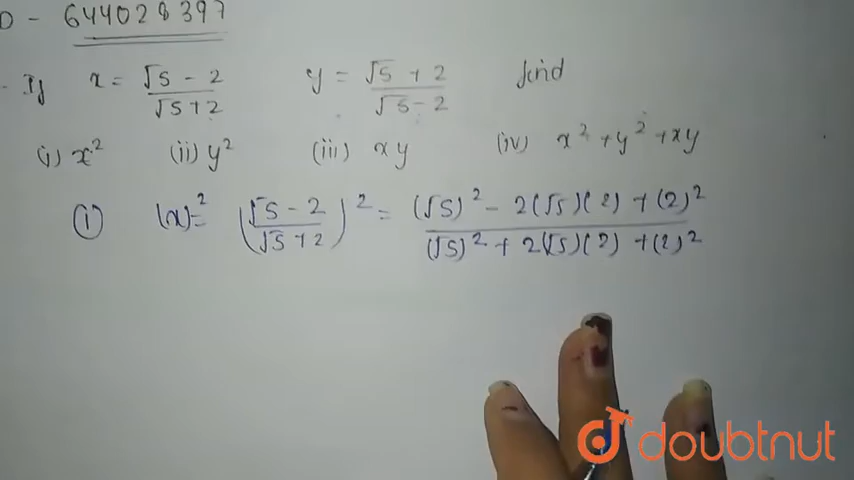 D - 644028397
If x = √5 - 2 / √5 + 2 y = √5 + 2 / √5 - 2 find
(i) x² (ii) y² (iii) xy (iv) x² + y² + xy
(i) (x)² = (√5 - 2 / √5 + 2)² = (√5)² - 2(√5)(2) + (2)² / (√5)² + 2(√5)(2) + (2)²
doubtnut